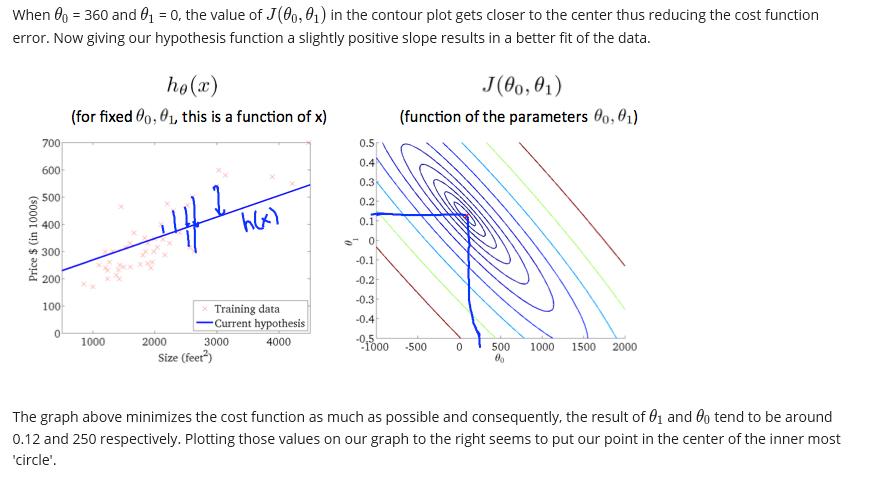 When θ₀ = 360 and θ₁ = 0, the value of J(θ₀, θ₁) in the contour plot gets closer to the center thus reducing the cost function
error. Now giving our hypothesis function a slightly positive slope results in a better fit of the data.
hθ(x)
(for fixed θ₀, θ₁, this is a function of x)
700
600
500
400
300
200
100
0
Price $ (in 1000s)
h(x)
× Training data
Current hypothesis
1000 2000 3000 4000
Size (feet²)
J(θ₀, θ₁)
(function of the parameters θ₀, θ₁)
0.5
0.4
0.3
0.2
0.1
0
-0.1
-0.2
-0.3
-0.4
-0.5
θ₁
-1000 -500 0 500 1000 1500 2000
θ₀
The graph above minimizes the cost function as much as possible and consequently, the result of θ₁ and θ₀ tend to be around
0.12 and 250 respectively. Plotting those values on our graph to the right seems to put our point in the center of the inner most
'circle'.